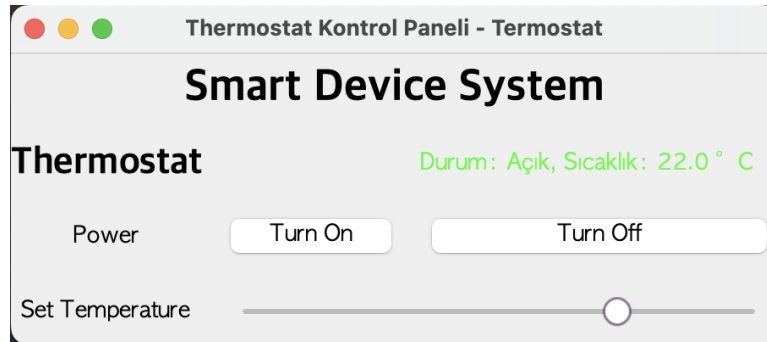 Thermostat Kontrol Paneli - Termostat
Smart Device System
Thermostat Durum: Açık, Sıcaklık: 22.0 ° C
Power Turn On Turn Off
Set Temperature